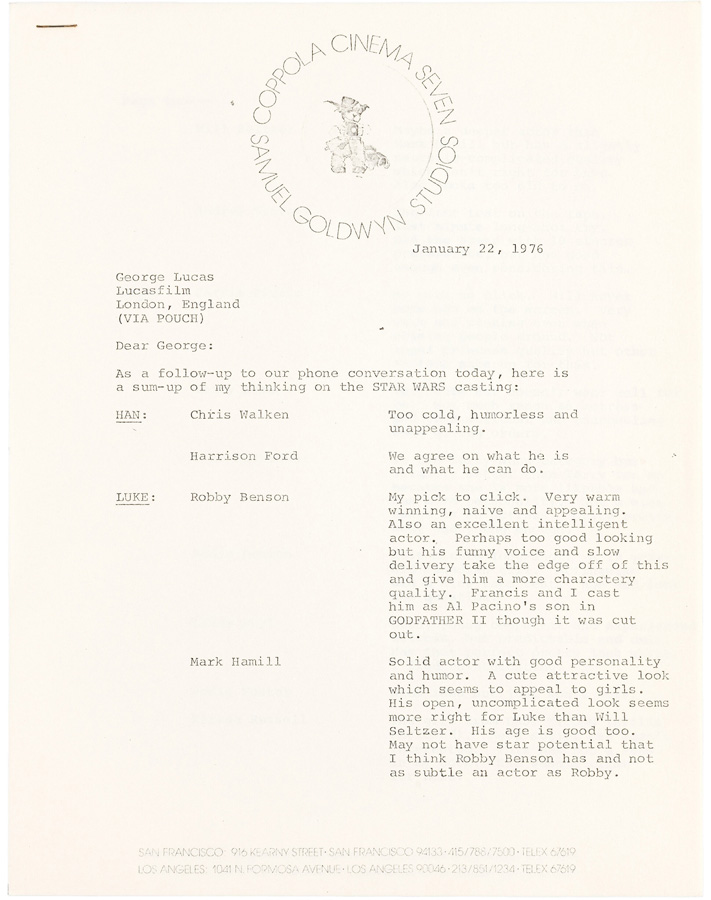 COPPOLA CINEMA SEVEN
SAMUEL GOLDWYN STUDIOS
January 22, 1976
George Lucas
Lucasfilm
London, England
(VIA POUCH)
Dear George:
As a follow-up to our phone conversation today, here is
a sum-up of my thinking on the STAR WARS casting:
HAN: Chris Walken Too cold, humorless and
unappealing.
Harrison Ford We agree on what he is
and what he can do.
LUKE: Robby Benson My pick to click. Very warm
winning, naive and appealing.
Also an excellent intelligent
actor. Perhaps too good looking
but his funny voice and slow
delivery take the edge off of this
and give him a more charactery
quality. Francis and I cast
him as Al Pacino's son in
GODFATHER II though it was cut
out.
Mark Hamill Solid actor with good personality
and humor. A cute attractive look
which seems to appeal to girls.
His open, uncomplicated look seems
more right for Luke than Will
Seltzer. His age is good too.
May not have star potential that
I think Robby Benson has and not
as subtle an actor as Robby.
SAN FRANCISCO: 916 KEARNY STREET · SAN FRANCISCO 94133 · 415/788/7500 · TELEX 67619
LOS ANGELES: 1041 N. FORMOSA AVENUE · LOS ANGELES 90046 · 213/851/1234 · TELEX 67619